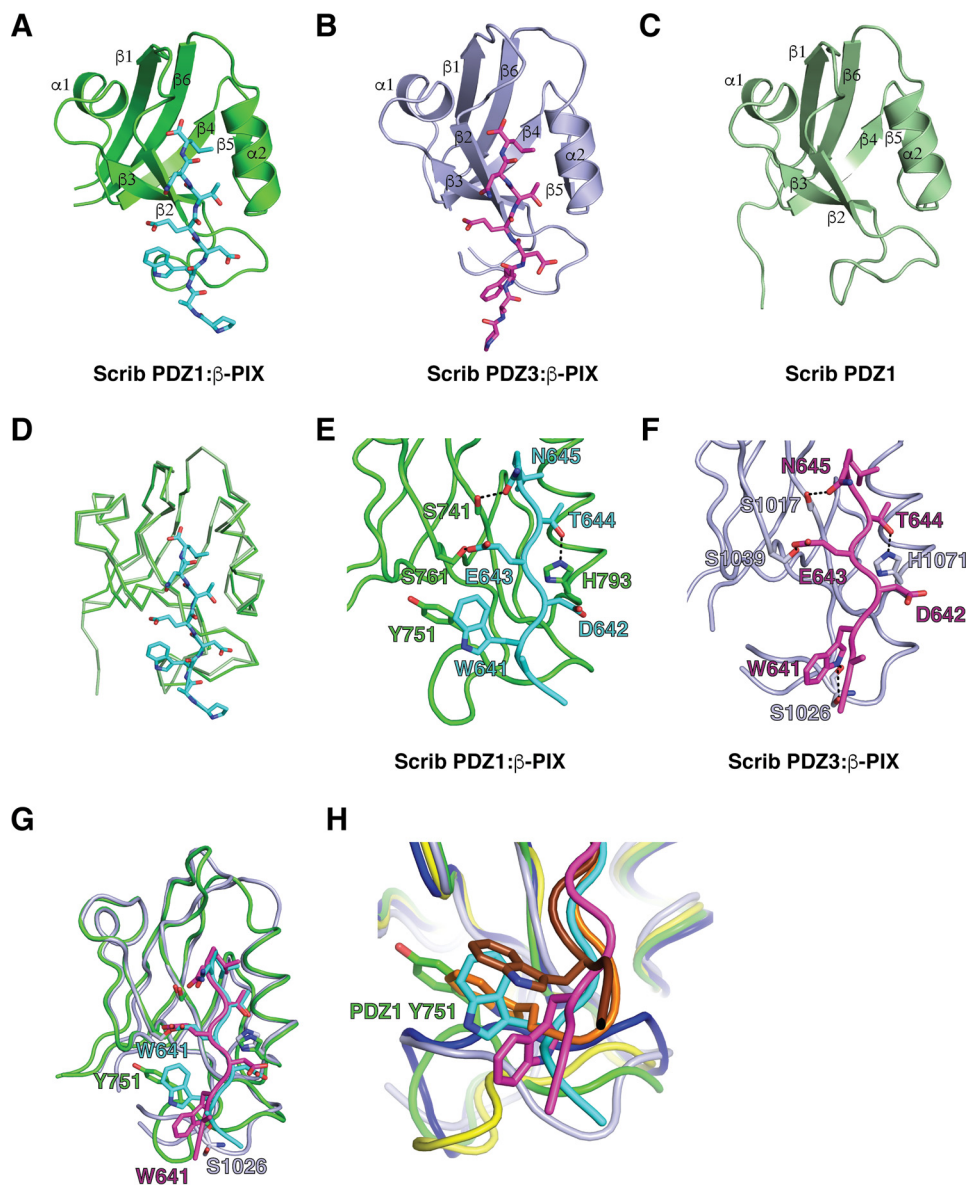 A
β1
β6
α1
β4
β5
α2
β3
β2
Scrib PDZ1:β-PIX
B
β1
β6
α1
β2
β4
α2
β3
β5
Scrib PDZ3:β-PIX
C
β1
α1
β6
β5
β4
α2
β3
β2
Scrib PDZ1
D
E
N645
S741
T644
S761
E643
H793
Y751
D642
W641
Scrib PDZ1:β-PIX
F
N645
S1017
T644
S1039
H1071
E643
D642
W641
S1026
Scrib PDZ3:β-PIX
G
W641
Y751
S1026
W641
H
PDZ1 Y751